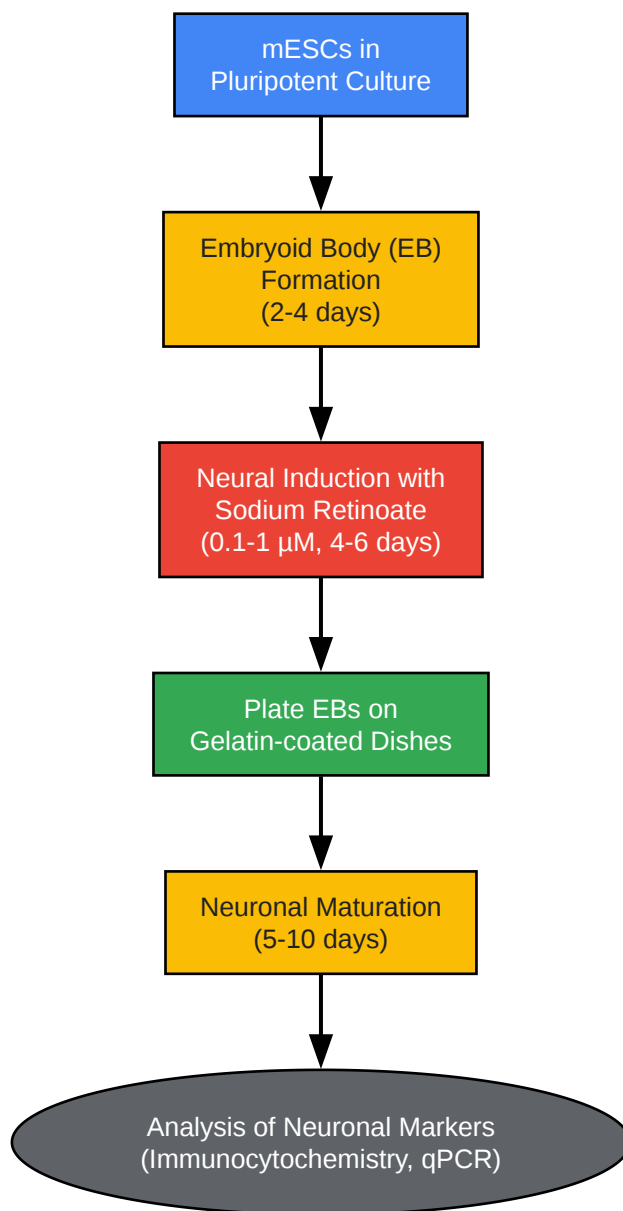 mESCs in
Pluripotent Culture
Embryoid Body (EB)
Formation
(2-4 days)
Neural Induction with
Sodium Retinoate
(0.1-1 µM, 4-6 days)
Plate EBs on
Gelatin-coated Dishes
Neuronal Maturation
(5-10 days)
Analysis of Neuronal Markers
(Immunocytochemistry, qPCR)